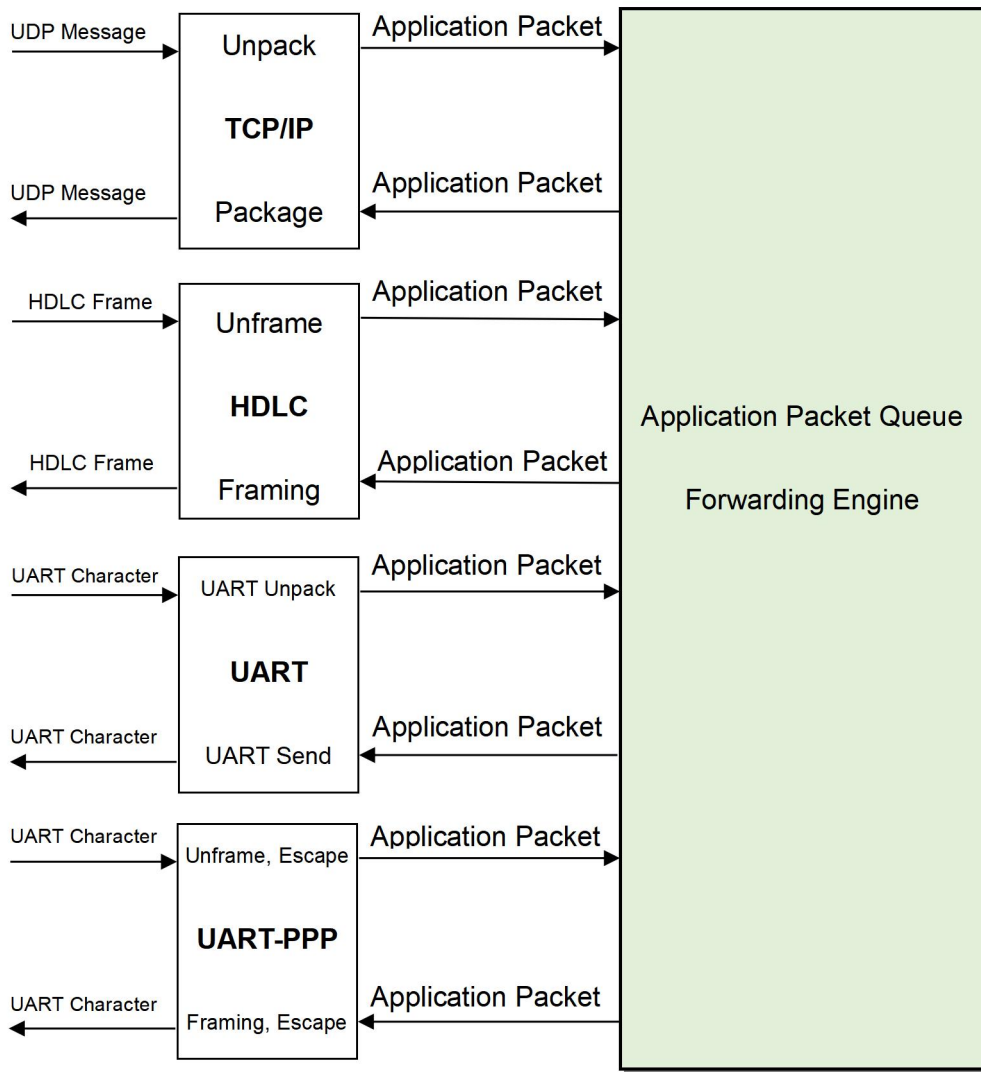 UDP Message
Unpack
Application Packet
TCP/IP
UDP Message
Package
Application Packet
HDLC Frame
Unframe
Application Packet
HDLC
HDLC Frame
Framing
Application Packet
UART Character
UART Unpack
Application Packet
UART
UART Character
UART Send
Application Packet
UART Character
Unframe, Escape
Application Packet
UART-PPP
UART Character
Framing, Escape
Application Packet
Application Packet Queue
Forwarding Engine